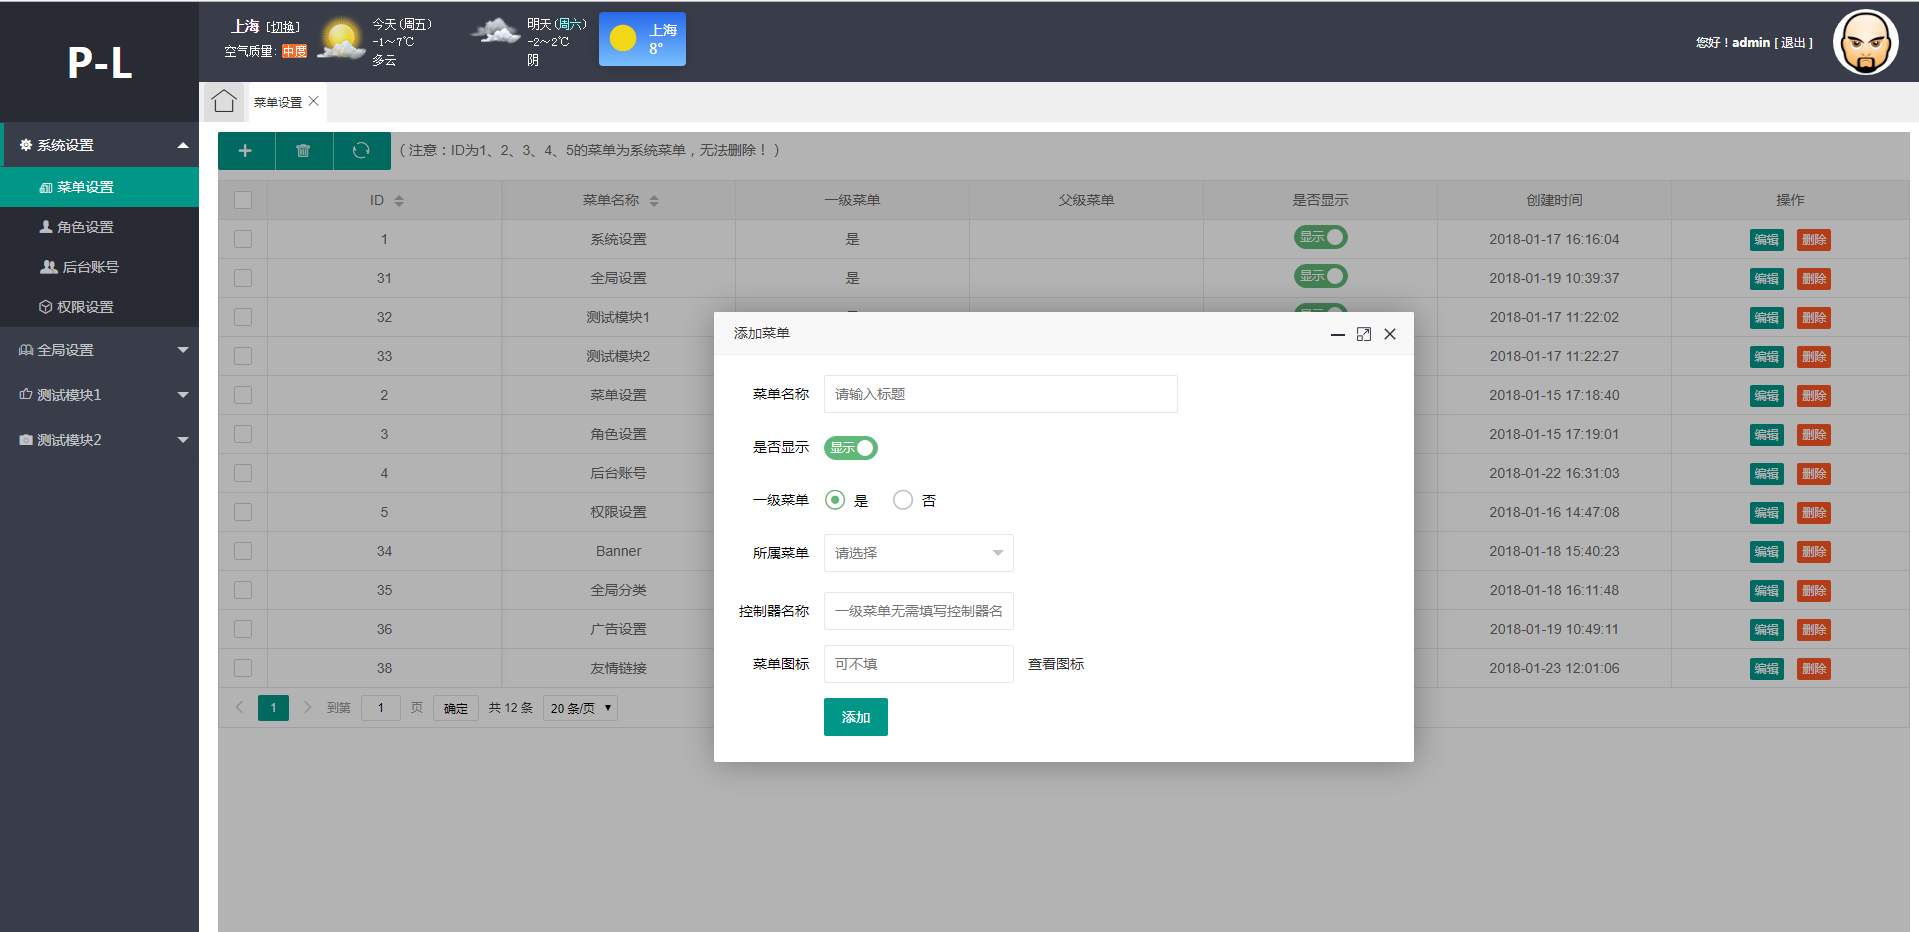 P-L
上海 [切换]
空气质量: 中度
今天(周五)
-1~7℃
多云
明天(周六)
-2~2℃
阴
上海
8°
您好！admin [ 退出 ]
系统设置
菜单设置
角色设置
后台账号
权限设置
全局设置
测试模块1
测试模块2
菜单设置
( 注意：ID为1、2、3、4、5的菜单为系统菜单，无法删除！ )
ID 菜单名称 一级菜单 父级菜单 是否显示 创建时间 操作
1 系统设置 是 显示 2018-01-17 16:16:04 编辑 删除
31 全局设置 是 显示 2018-01-19 10:39:37 编辑 删除
32 测试模块1 显示 2018-01-17 11:22:02 编辑 删除
33 测试模块2 2018-01-17 11:22:27 编辑 删除
2 菜单设置 2018-01-15 17:18:40 编辑 删除
3 角色设置 2018-01-15 17:19:01 编辑 删除
4 后台账号 2018-01-22 16:31:03 编辑 删除
5 权限设置 2018-01-16 14:47:08 编辑 删除
34 Banner 2018-01-18 15:40:23 编辑 删除
35 全局分类 2018-01-18 16:11:48 编辑 删除
36 广告设置 2018-01-19 10:49:11 编辑 删除
38 友情链接 2018-01-23 12:01:06 编辑 删除
1 到第 1 页 确定 共 12 条 20 条/页
添加菜单
菜单名称 请输入标题
是否显示 显示
一级菜单 是 否
所属菜单 请选择
控制器名称 一级菜单无需填写控制器名
菜单图标 可不填 查看图标
添加